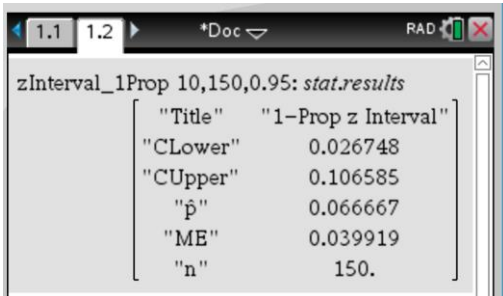 1.1 1.2 *Doc RAD
zInterval_1Prop 10,150,0.95: stat.results
"Title" "1-Prop z Interval"
"CLower" 0.026748
"CUpper" 0.106585
"p̂" 0.066667
"ME" 0.039919
"n" 150.